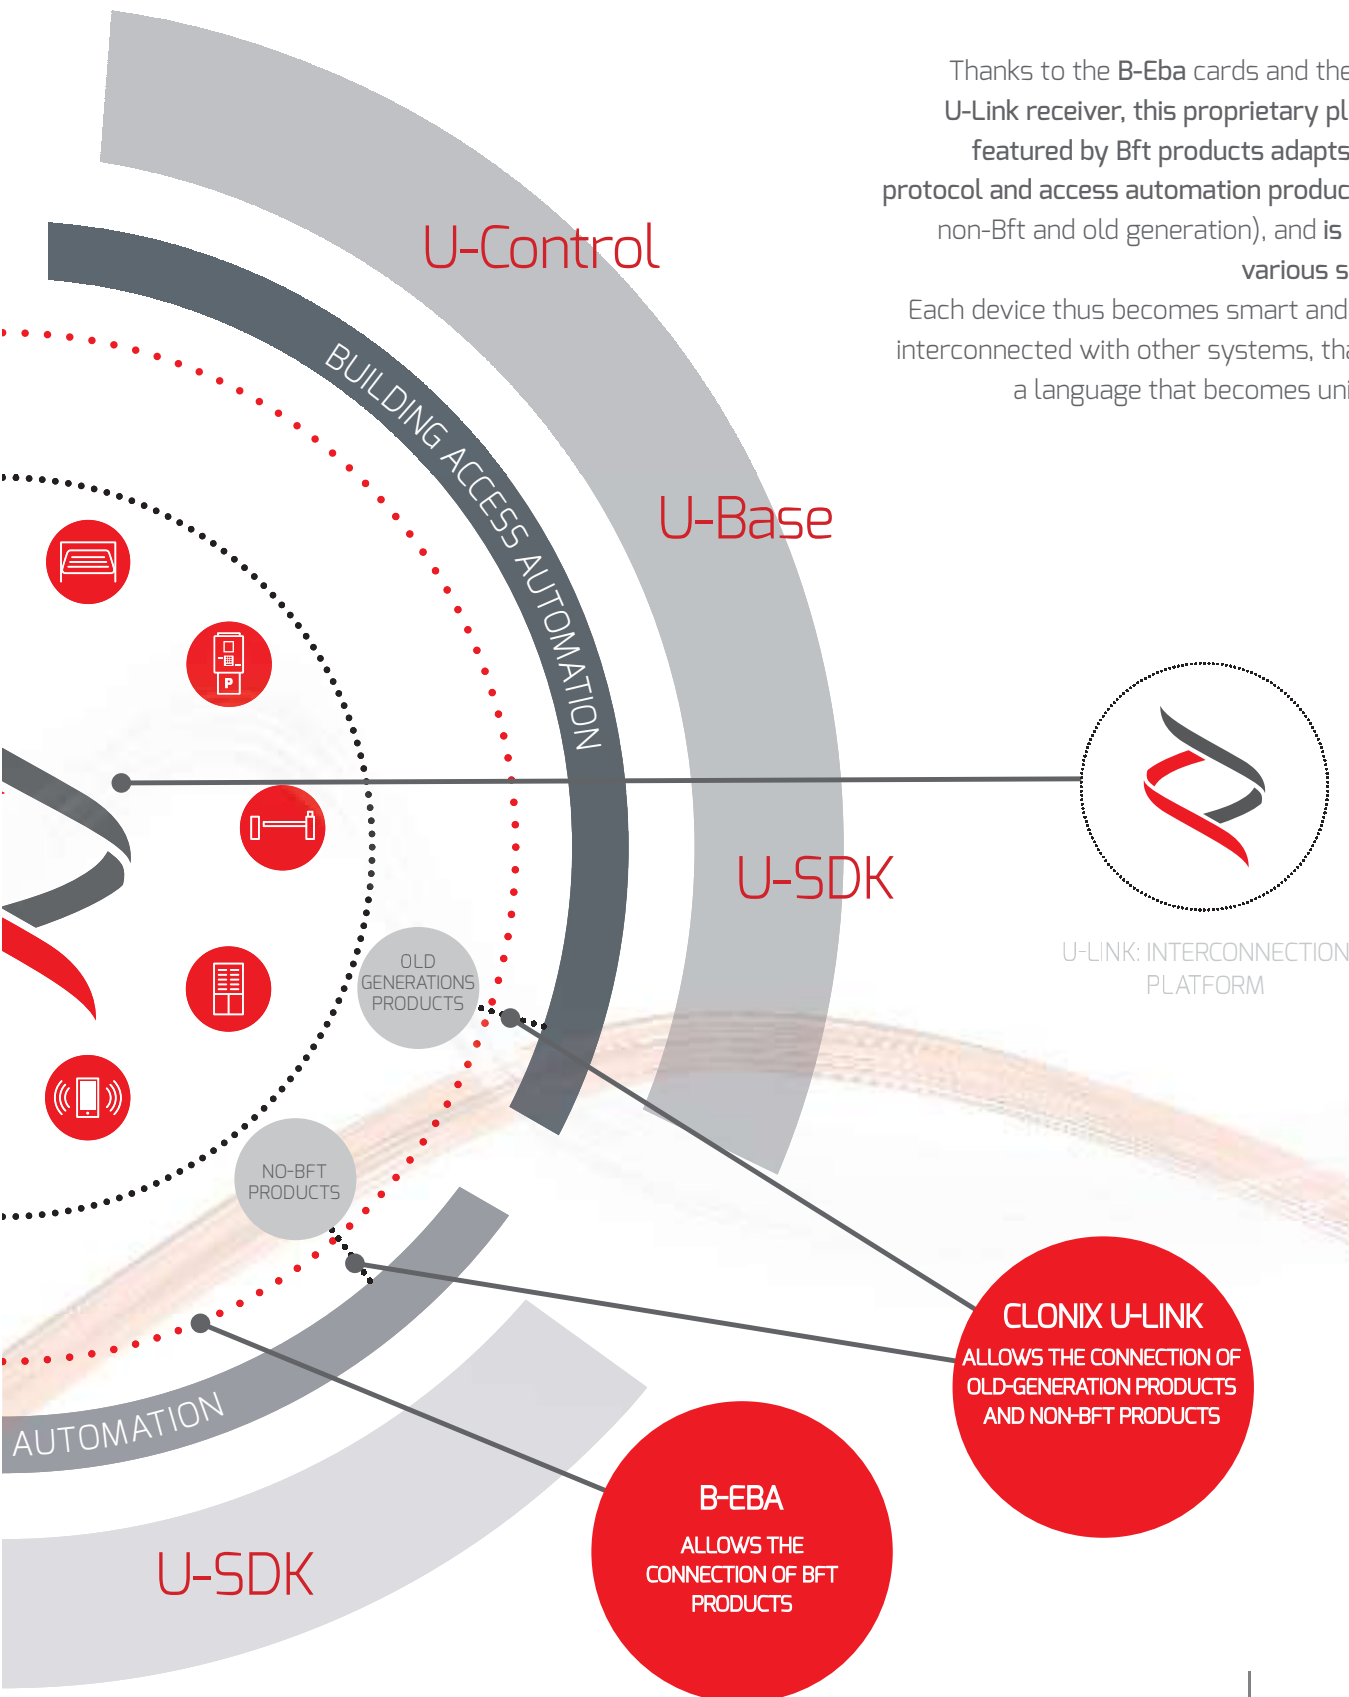 Thanks to the B-Eba cards and the
U-Link receiver, this proprietary pl
featured by Bft products adapts
protocol and access automation produc
non-Bft and old generation), and is
various s
Each device thus becomes smart and
interconnected with other systems, tha
a language that becomes uni
U-Control
BUILDING ACCESS AUTOMATION
U-Base
P
U-SDK
U-LINK: INTERCONNECTION
PLATFORM
OLD
GENERATIONS
PRODUCTS
NO-BFT
PRODUCTS
CLONIX U-LINK
ALLOWS THE CONNECTION OF
OLD-GENERATION PRODUCTS
AND NON-BFT PRODUCTS
AUTOMATION
B-EBA
ALLOWS THE
CONNECTION OF BFT
PRODUCTS
U-SDK